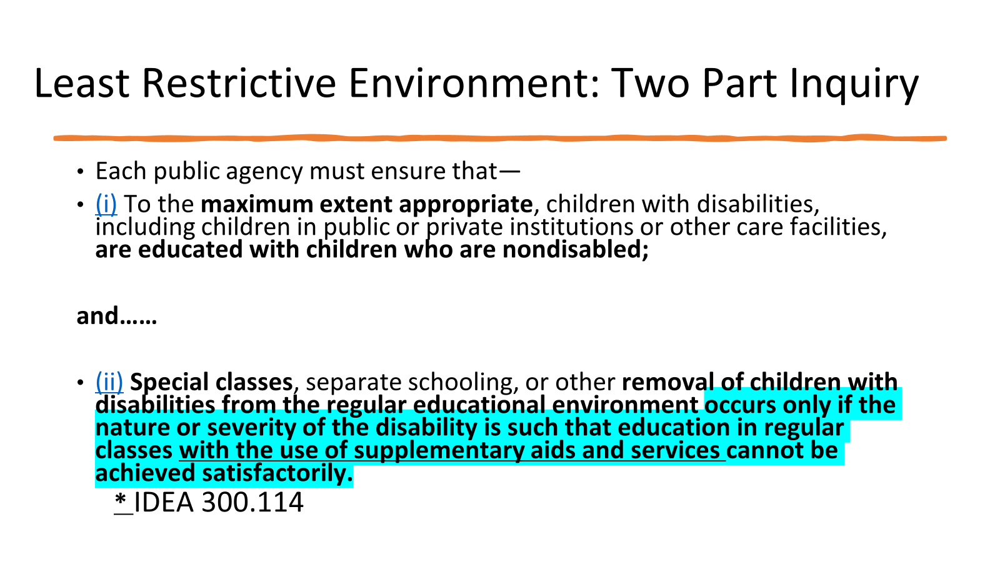 Least Restrictive Environment: Two Part Inquiry
• Each public agency must ensure that—
• (i) To the maximum extent appropriate, children with disabilities,
including children in public or private institutions or other care facilities,
are educated with children who are nondisabled;
and……
• (ii) Special classes, separate schooling, or other removal of children with
disabilities from the regular educational environment occurs only if the
nature or severity of the disability is such that education in regular
classes with the use of supplementary aids and services cannot be
achieved satisfactorily.
* IDEA 300.114